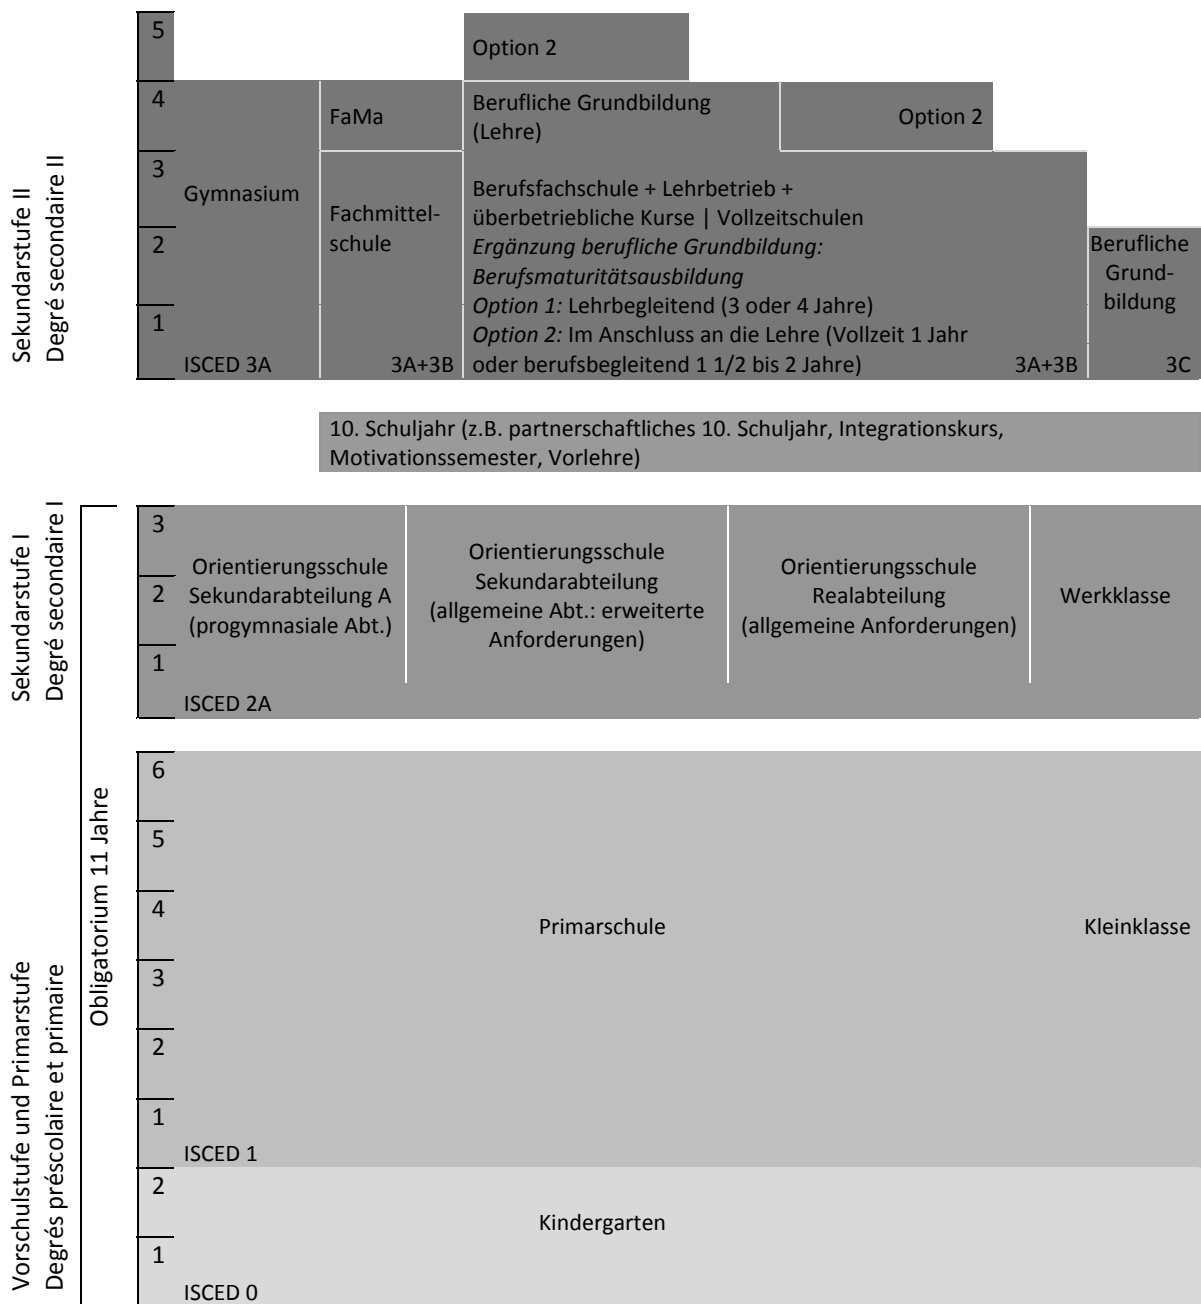 Sekundarstufe II
Degré secondaire II
5
4
3
2
1
Option 2
Gymnasium
ISCED 3A
FaMa
Fachmittel-
schule
3A+3B
Berufliche Grundbildung
(Lehre)
Option 2
Berufsfachschule + Lehrbetrieb +
überbetriebliche Kurse | Vollzeitschulen
Ergänzung berufliche Grundbildung:
Berufsmaturitätsausbildung
Option 1: Lehrbegleitend (3 oder 4 Jahre)
Option 2: Im Anschluss an die Lehre (Vollzeit 1 Jahr
oder berufsbegleitend 1 1/2 bis 2 Jahre)
3A+3B
Berufliche
Grund-
bildung
3C
10. Schuljahr (z.B. partnerschaftliches 10. Schuljahr, Integrationskurs,
Motivationssemester, Vorlehre)
Sekundarstufe I
Degré secondaire I
Obligatorium 11 Jahre
3
2
1
Orientierungsschule
Sekundarabteilung A
(progymnasiale Abt.)
ISCED 2A
Orientierungsschule
Sekundarabteilung
(allgemeine Abt.: erweiterte
Anforderungen)
Orientierungsschule
Realabteilung
(allgemeine Anforderungen)
Werkklasse
Vorschulstufe und Primarstufe
Degrés préscolaire et primaire
6
5
4
3
2
1
Primarschule
Kleinklasse
ISCED 1
2
1
Kindergarten
ISCED 0